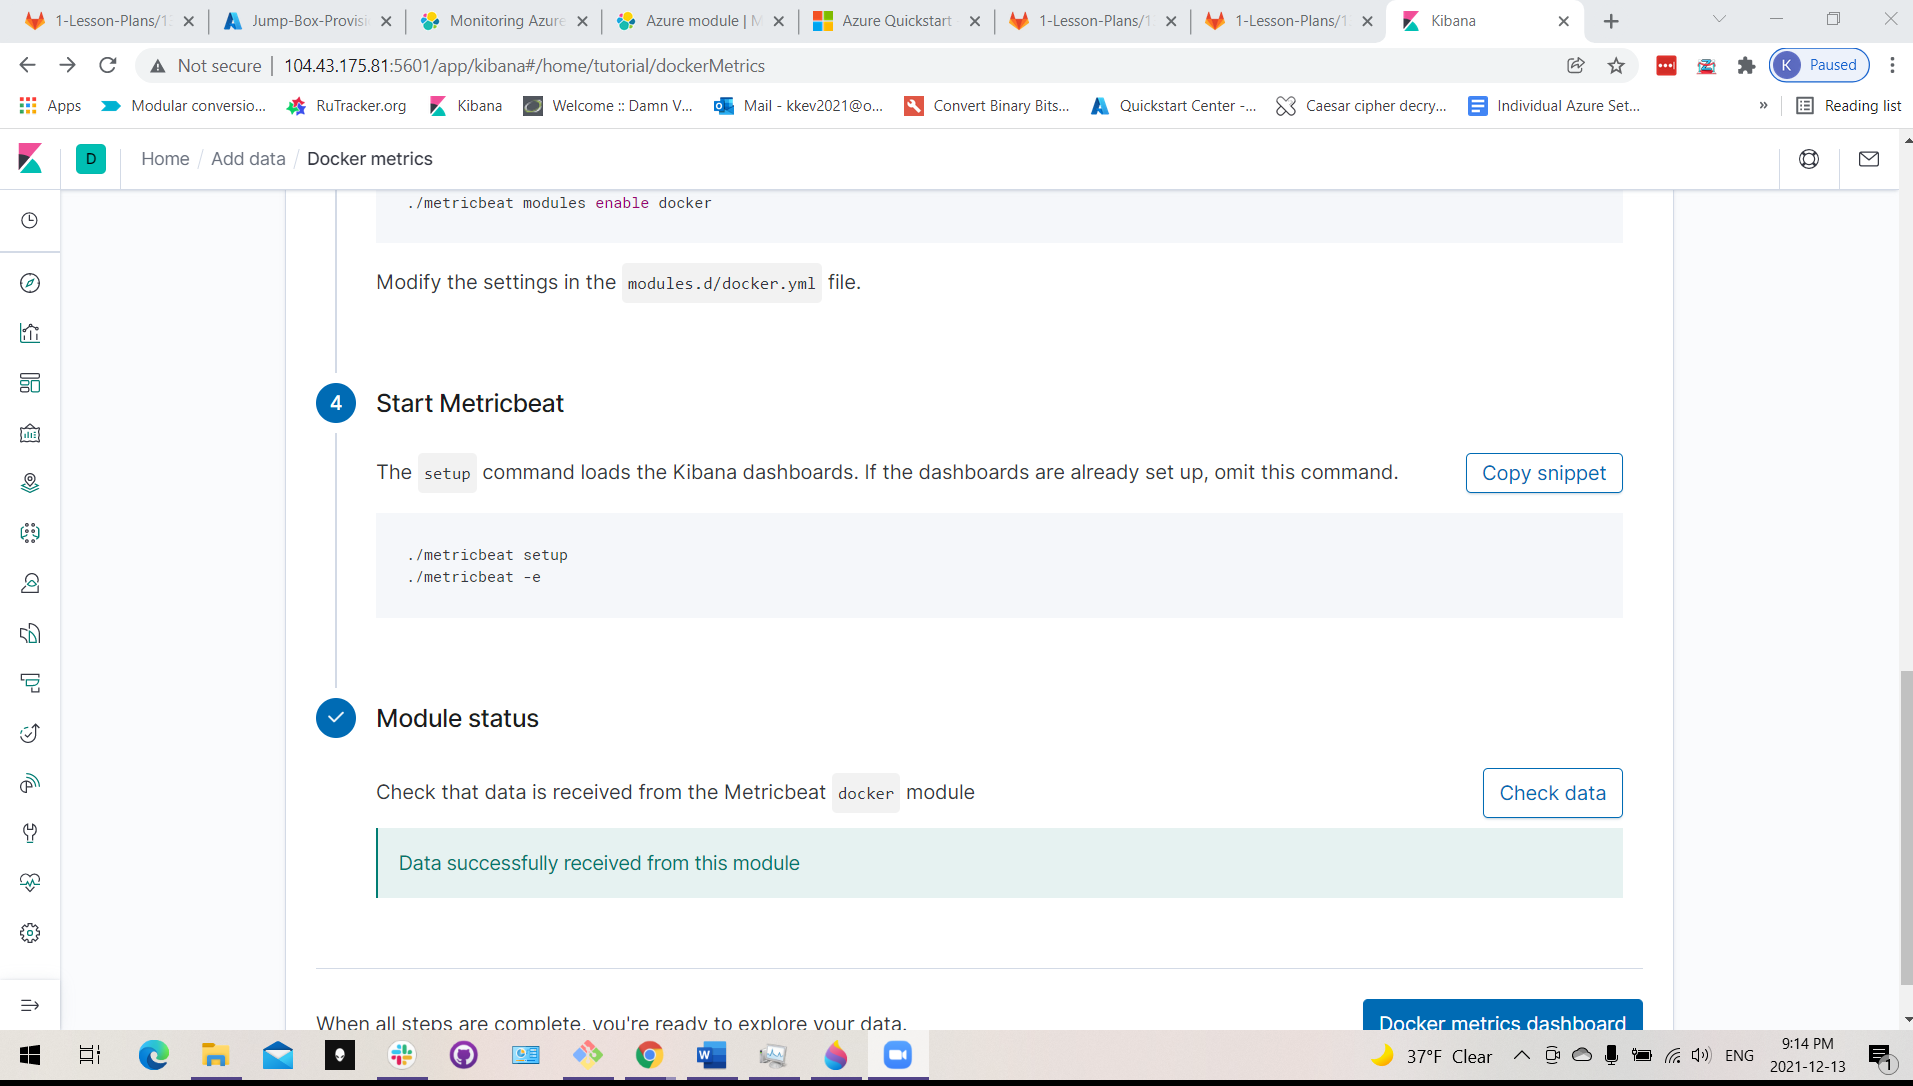 1-Lesson-Plans/1
Jump-Box-Provisi
Monitoring Azure
Azure module | M
Azure Quickstart
1-Lesson-Plans/1
1-Lesson-Plans/1
Kibana
Not secure
104.43.175.81:5601/app/kibana#/home/tutorial/dockerMetrics
K
Paused
Apps
Modular conversio...
RuTracker.org
Kibana
Welcome :: Damn V...
Mail - kkev2021@o...
Convert Binary Bits...
Quickstart Center -...
Caesar cipher decry...
Individual Azure Set...
»
Reading list
D
Home / Add data / Docker metrics
./metricbeat modules enable docker
Modify the settings in the modules.d/docker.yml file.
4
Start Metricbeat
The setup command loads the Kibana dashboards. If the dashboards are already set up, omit this command.
Copy snippet
./metricbeat setup
./metricbeat -e
Module status
Check that data is received from the Metricbeat docker module
Check data
Data successfully received from this module
When all steps are complete, you're ready to explore your data.
Docker metrics dashboard
37°F Clear
ENG
9:14 PM
2021-12-13
1